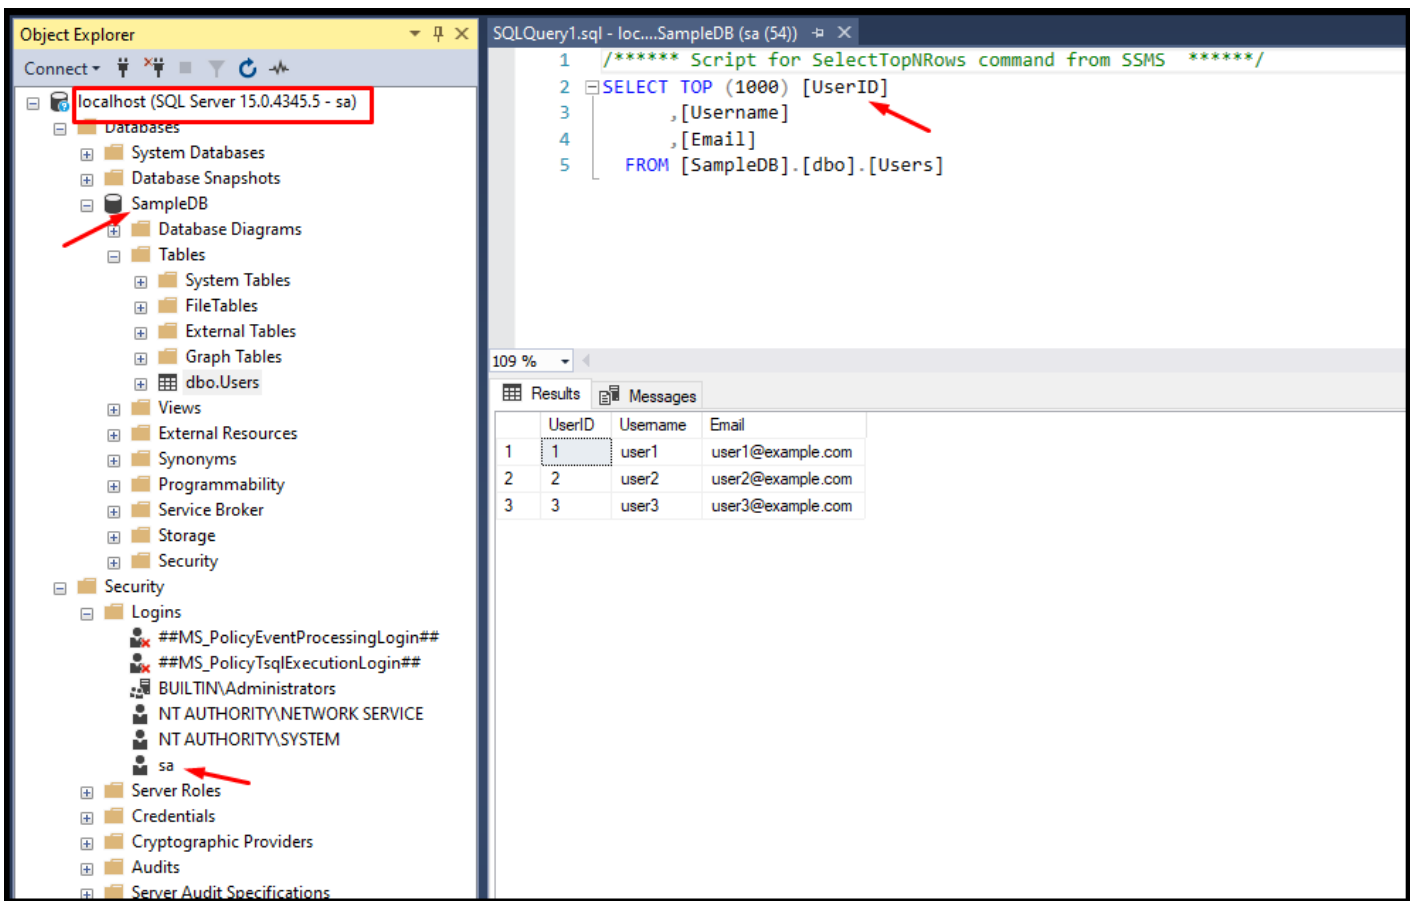 Object Explorer
Connect
localhost (SQL Server 15.0.4345.5 - sa)
Databases
System Databases
Database Snapshots
SampleDB
Database Diagrams
Tables
System Tables
FileTables
External Tables
Graph Tables
dbo.Users
Views
External Resources
Synonyms
Programmability
Service Broker
Storage
Security
Security
Logins
##MS_PolicyEventProcessingLogin##
##MS_PolicyTsqlExecutionLogin##
BUILTIN\Administrators
NT AUTHORITY\NETWORK SERVICE
NT AUTHORITY\SYSTEM
sa
Server Roles
Credentials
Cryptographic Providers
Audits
Server Audit Specifications
SQLQuery1.sql - loc....SampleDB (sa (54))
1 /****** Script for SelectTopNRows command from SSMS ******/
2 SELECT TOP (1000) [UserID]
3 ,[Username]
4 ,[Email]
5 FROM [SampleDB].[dbo].[Users]
109 %
Results Messages
UserID Username Email
1 1 user1 user1@example.com
2 2 user2 user2@example.com
3 3 user3 user3@example.com